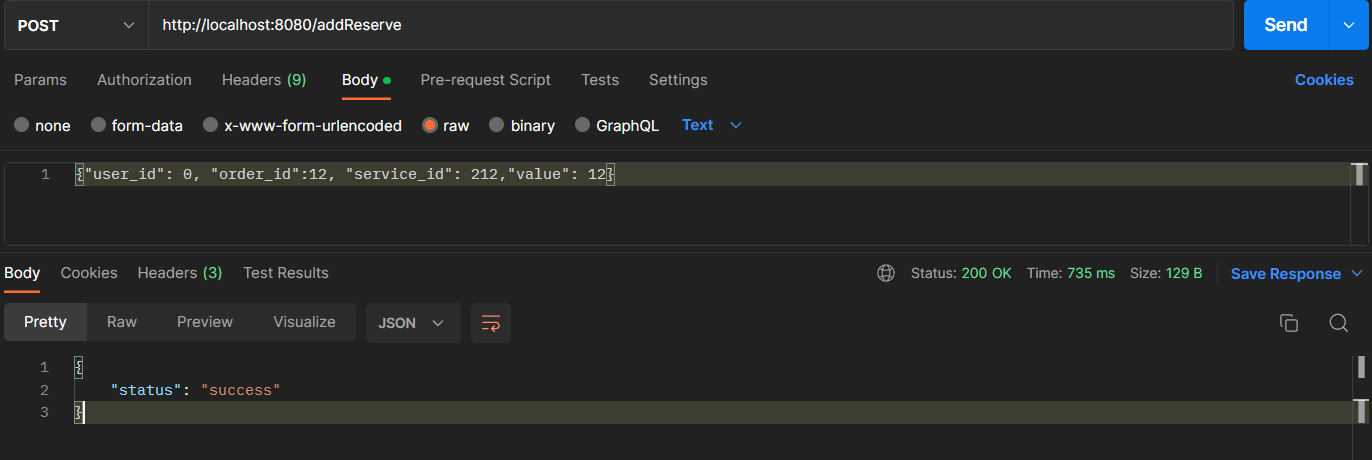 POST http://localhost:8080/addReserve Send
Params Authorization Headers (9) Body Pre-request Script Tests Settings Cookies
none form-data x-www-form-urlencoded raw binary GraphQL Text
1 {"user_id": 0, "order_id":12, "service_id": 212,"value": 12}
Body Cookies Headers (3) Test Results Status: 200 OK Time: 735 ms Size: 129 B Save Response
Pretty Raw Preview Visualize JSON
1 {
2 "status": "success"
3 }